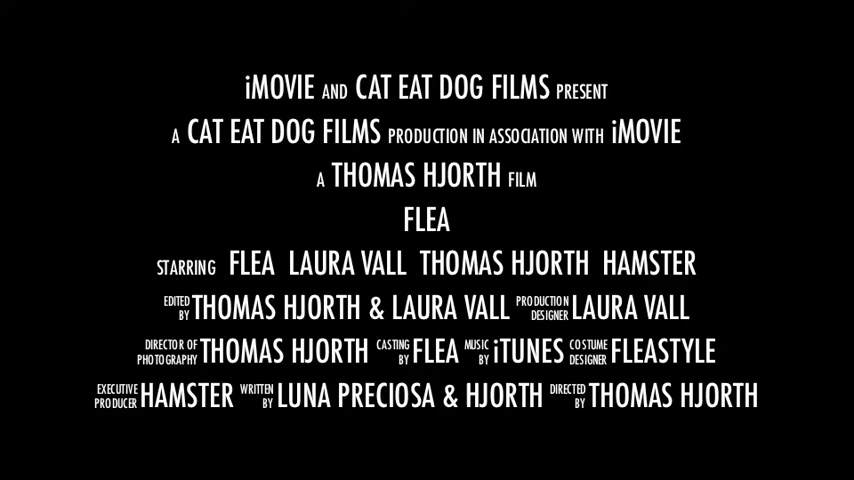 iMOVIE AND CAT EAT DOG FILMS PRESENT
A CAT EAT DOG FILMS PRODUCTION IN ASSOCIATION WITH iMOVIE
A THOMAS HJORTH FILM
FLEA
STARRING FLEA LAURA VALL THOMAS HJORTH HAMSTER
EDITED BY THOMAS HJORTH & LAURA VALL PRODUCTION DESIGNER LAURA VALL
DIRECTOR OF PHOTOGRAPHY THOMAS HJORTH CASTING BY FLEA MUSIC BY iTUNES COSTUME DESIGNER FLEASTYLE
EXECUTIVE PRODUCER HAMSTER WRITTEN BY LUNA PRECIOSA & HJORTH DIRECTED BY THOMAS HJORTH